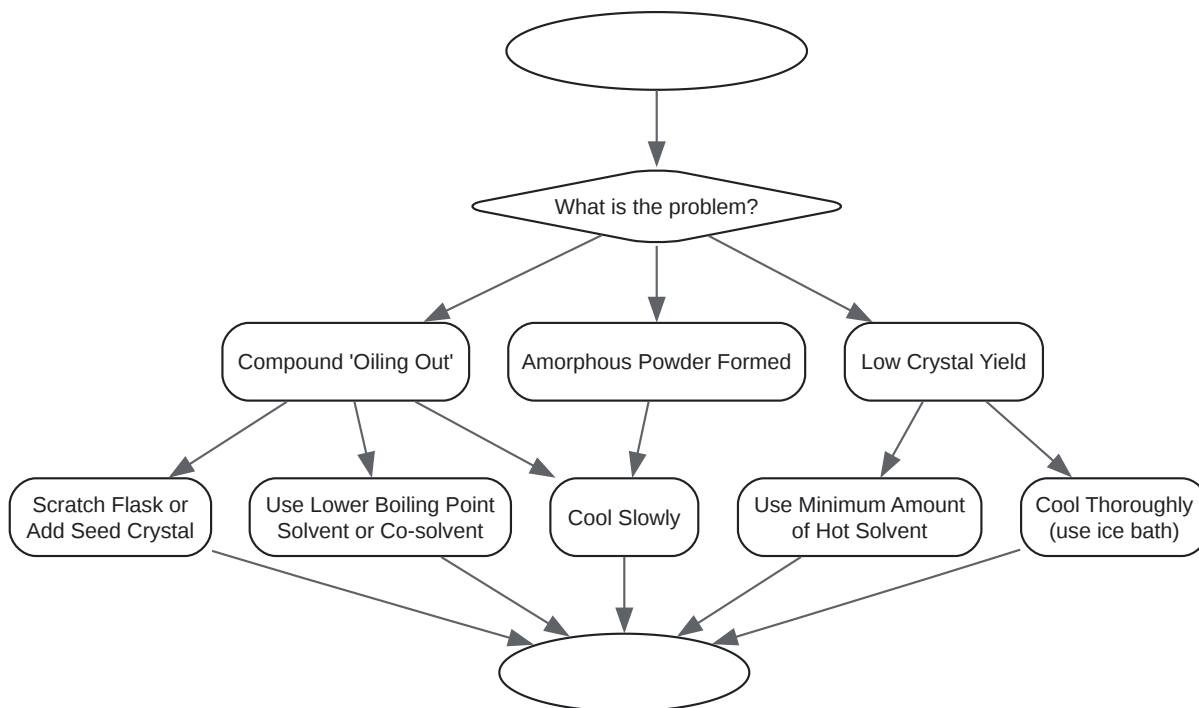 What is the problem?
Compound 'Oiling Out'
Amorphous Powder Formed
Low Crystal Yield
Scratch Flask or
Add Seed Crystal
Use Lower Boiling Point
Solvent or Co-solvent
Cool Slowly
Use Minimum Amount
of Hot Solvent
Cool Thoroughly
(use ice bath)